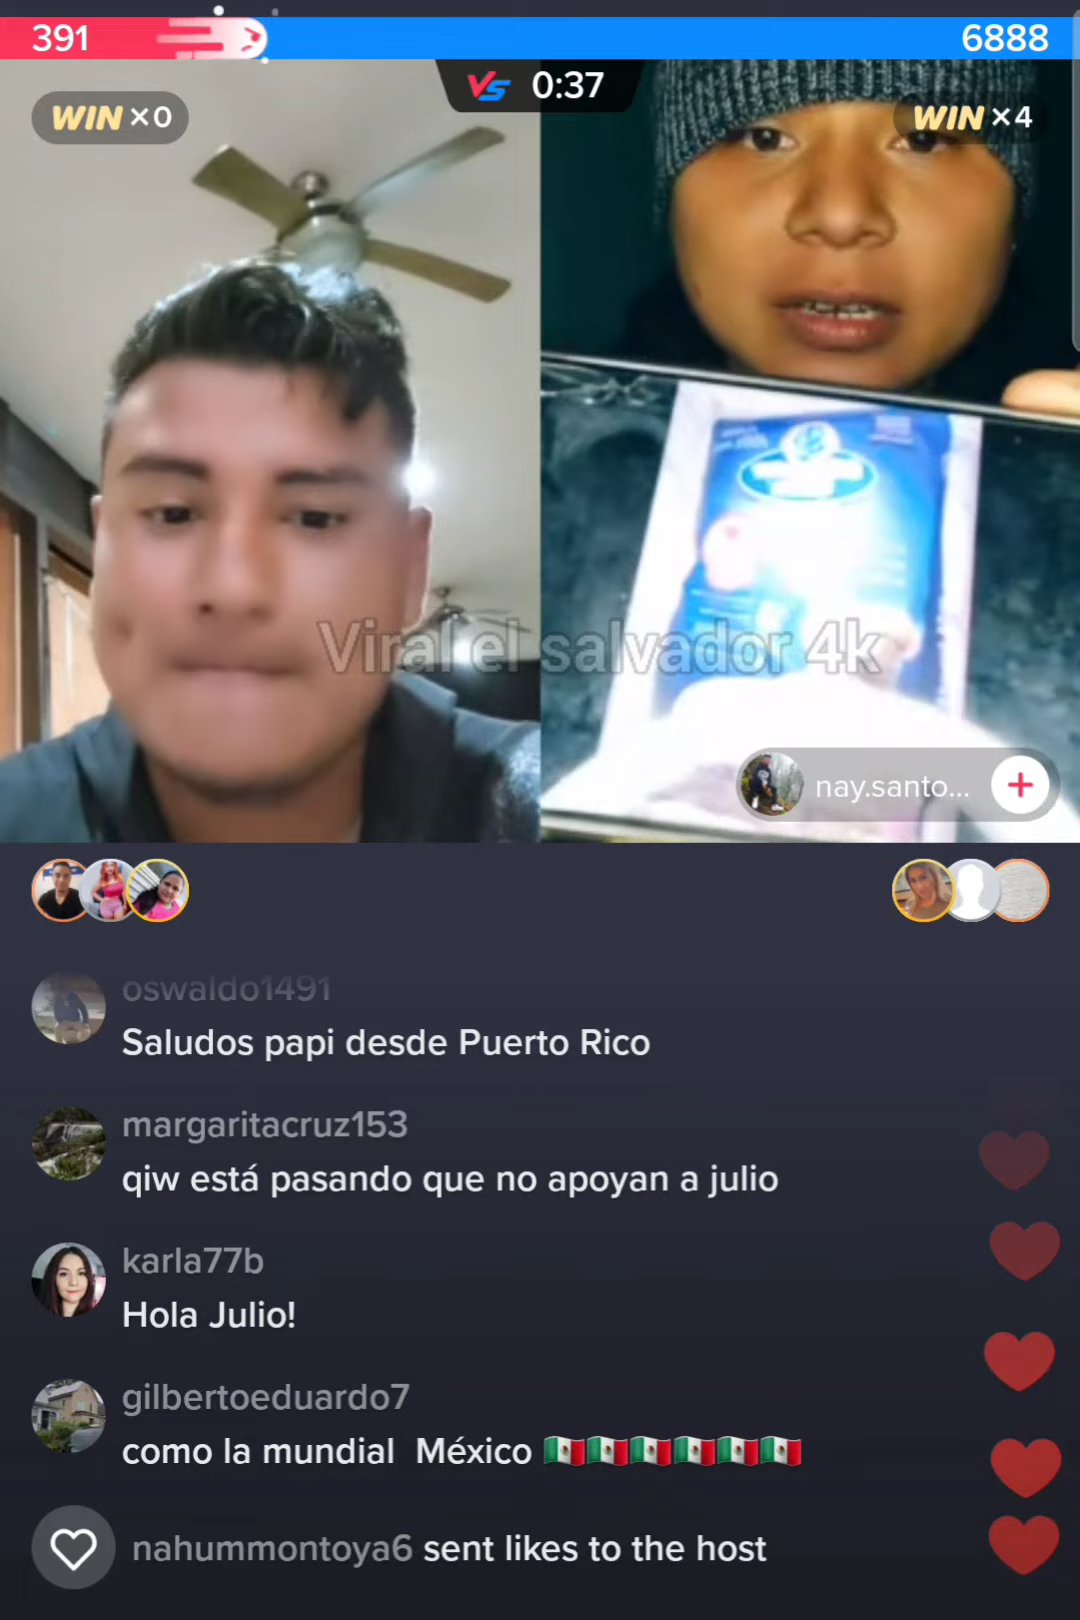 391
6888
VS 0:37
WIN ×0
WIN ×4
Viral el salvador 4k
nay.santo...
oswaldo1491
Saludos papi desde Puerto Rico
margaritacruz153
qiw está pasando que no apoyan a julio
karla77b
Hola Julio!
gilbertoeduardo7
como la mundial México 🇲🇽🇲🇽🇲🇽🇲🇽🇲🇽🇲🇽
nahummontoya6 sent likes to the host